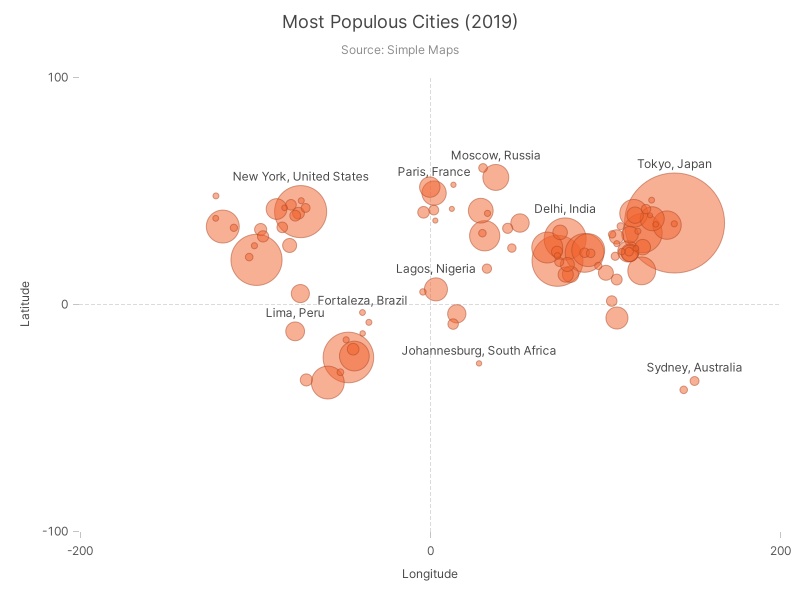 Most Populous Cities (2019)
Source: Simple Maps
100
Moscow, Russia
Tokyo, Japan
Paris, France
New York, United States
Delhi, India
Lagos, Nigeria
Fortaleza, Brazil
0
Lima, Peru
Johannesburg, South Africa
Sydney, Australia
Latitude
-100
-200
0
200
Longitude